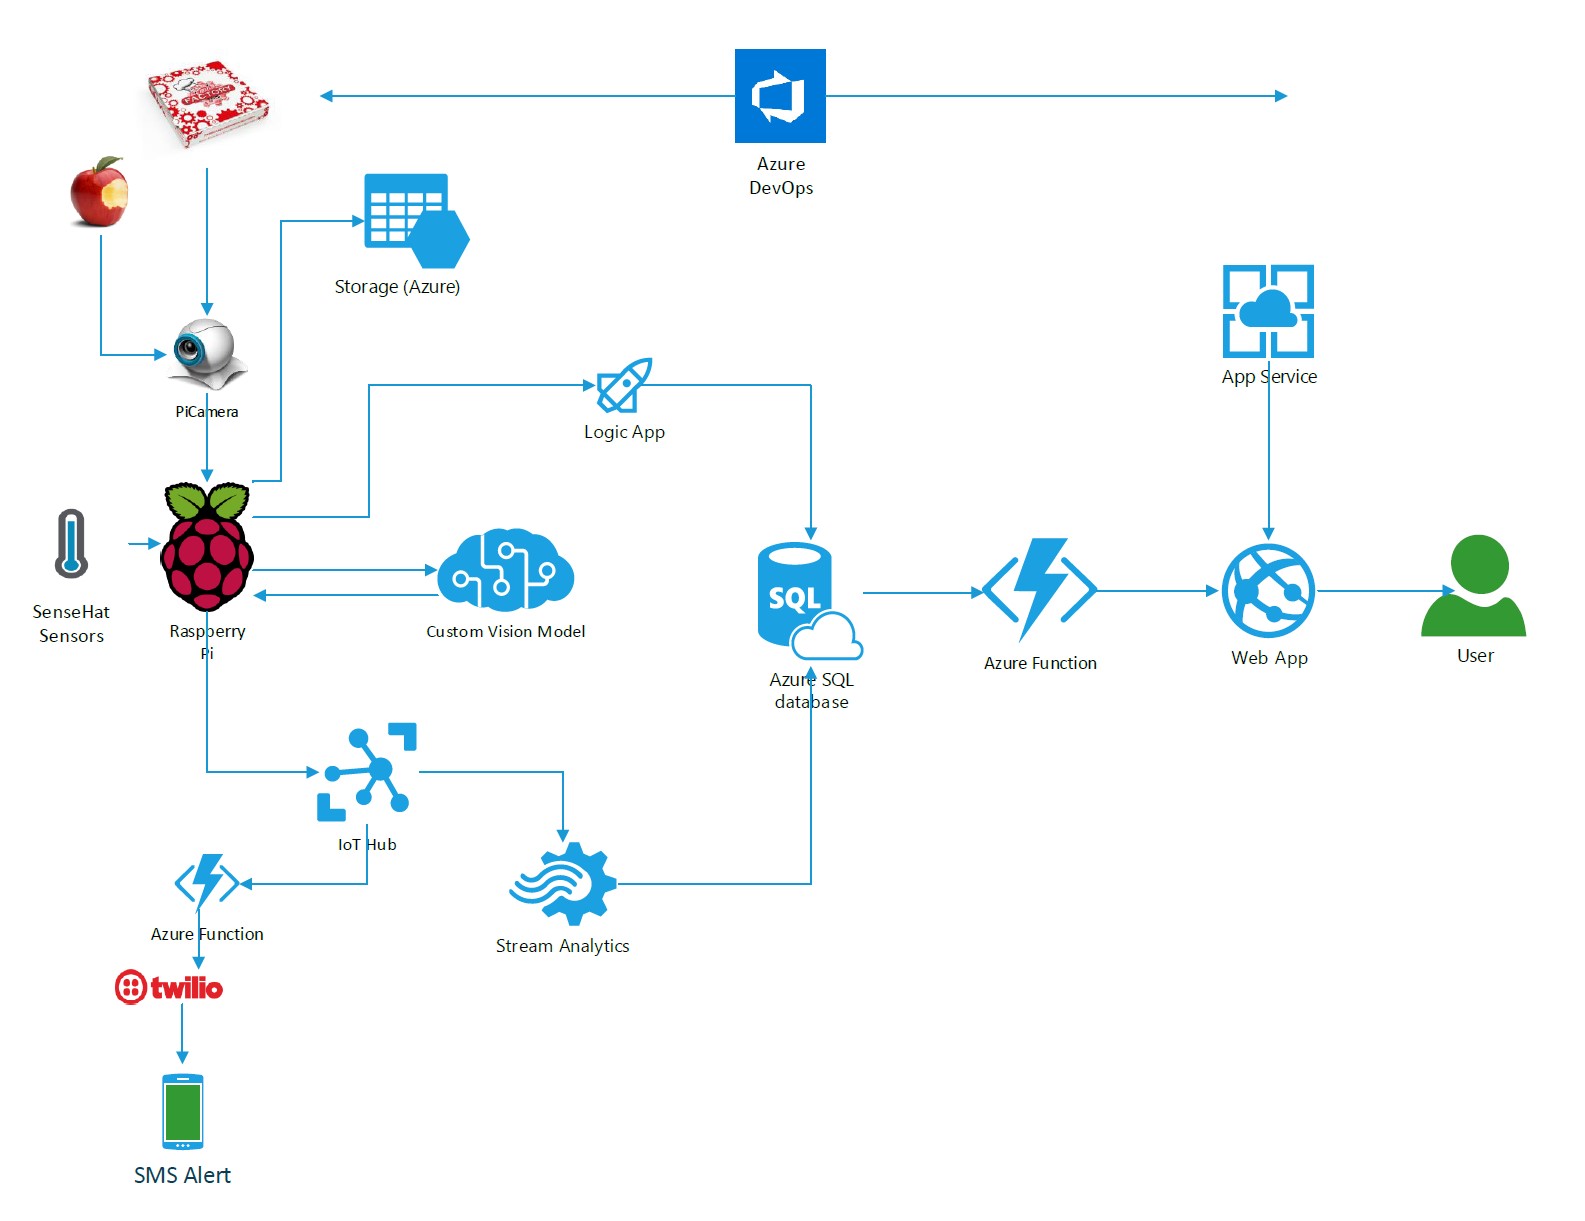 FACTORY
Azure
DevOps
Storage (Azure)
App Service
PiCamera
Logic App
SQL
SenseHat
Sensors
Raspberry
Pi
Custom Vision Model
Azure Function
Web App
User
Azure SQL
database
IoT Hub
Azure Function
Stream Analytics
twilio
SMS Alert